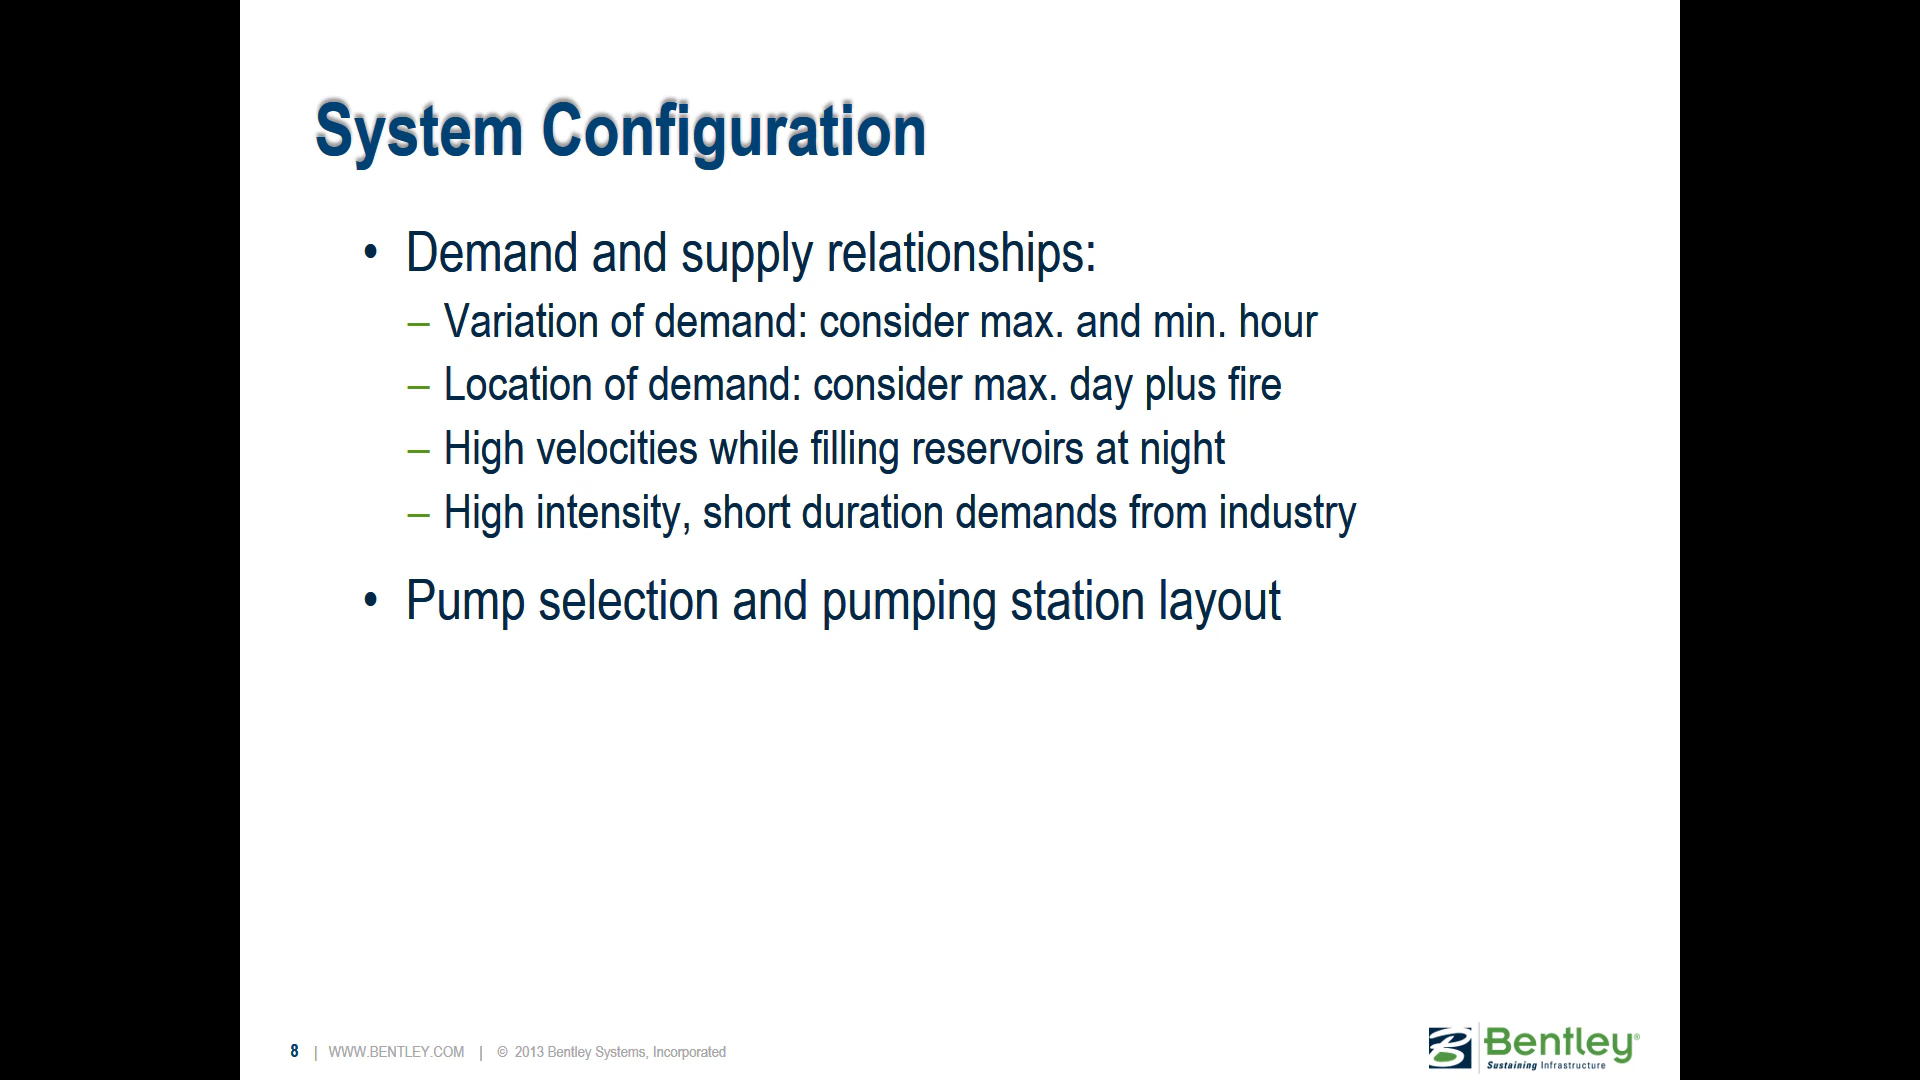 System Configuration
• Demand and supply relationships:
– Variation of demand: consider max. and min. hour
– Location of demand: consider max. day plus fire
– High velocities while filling reservoirs at night
– High intensity, short duration demands from industry
• Pump selection and pumping station layout
8 | WWW.BENTLEY.COM | © 2013 Bentley Systems, Incorporated
Bentley®
Sustaining Infrastructure